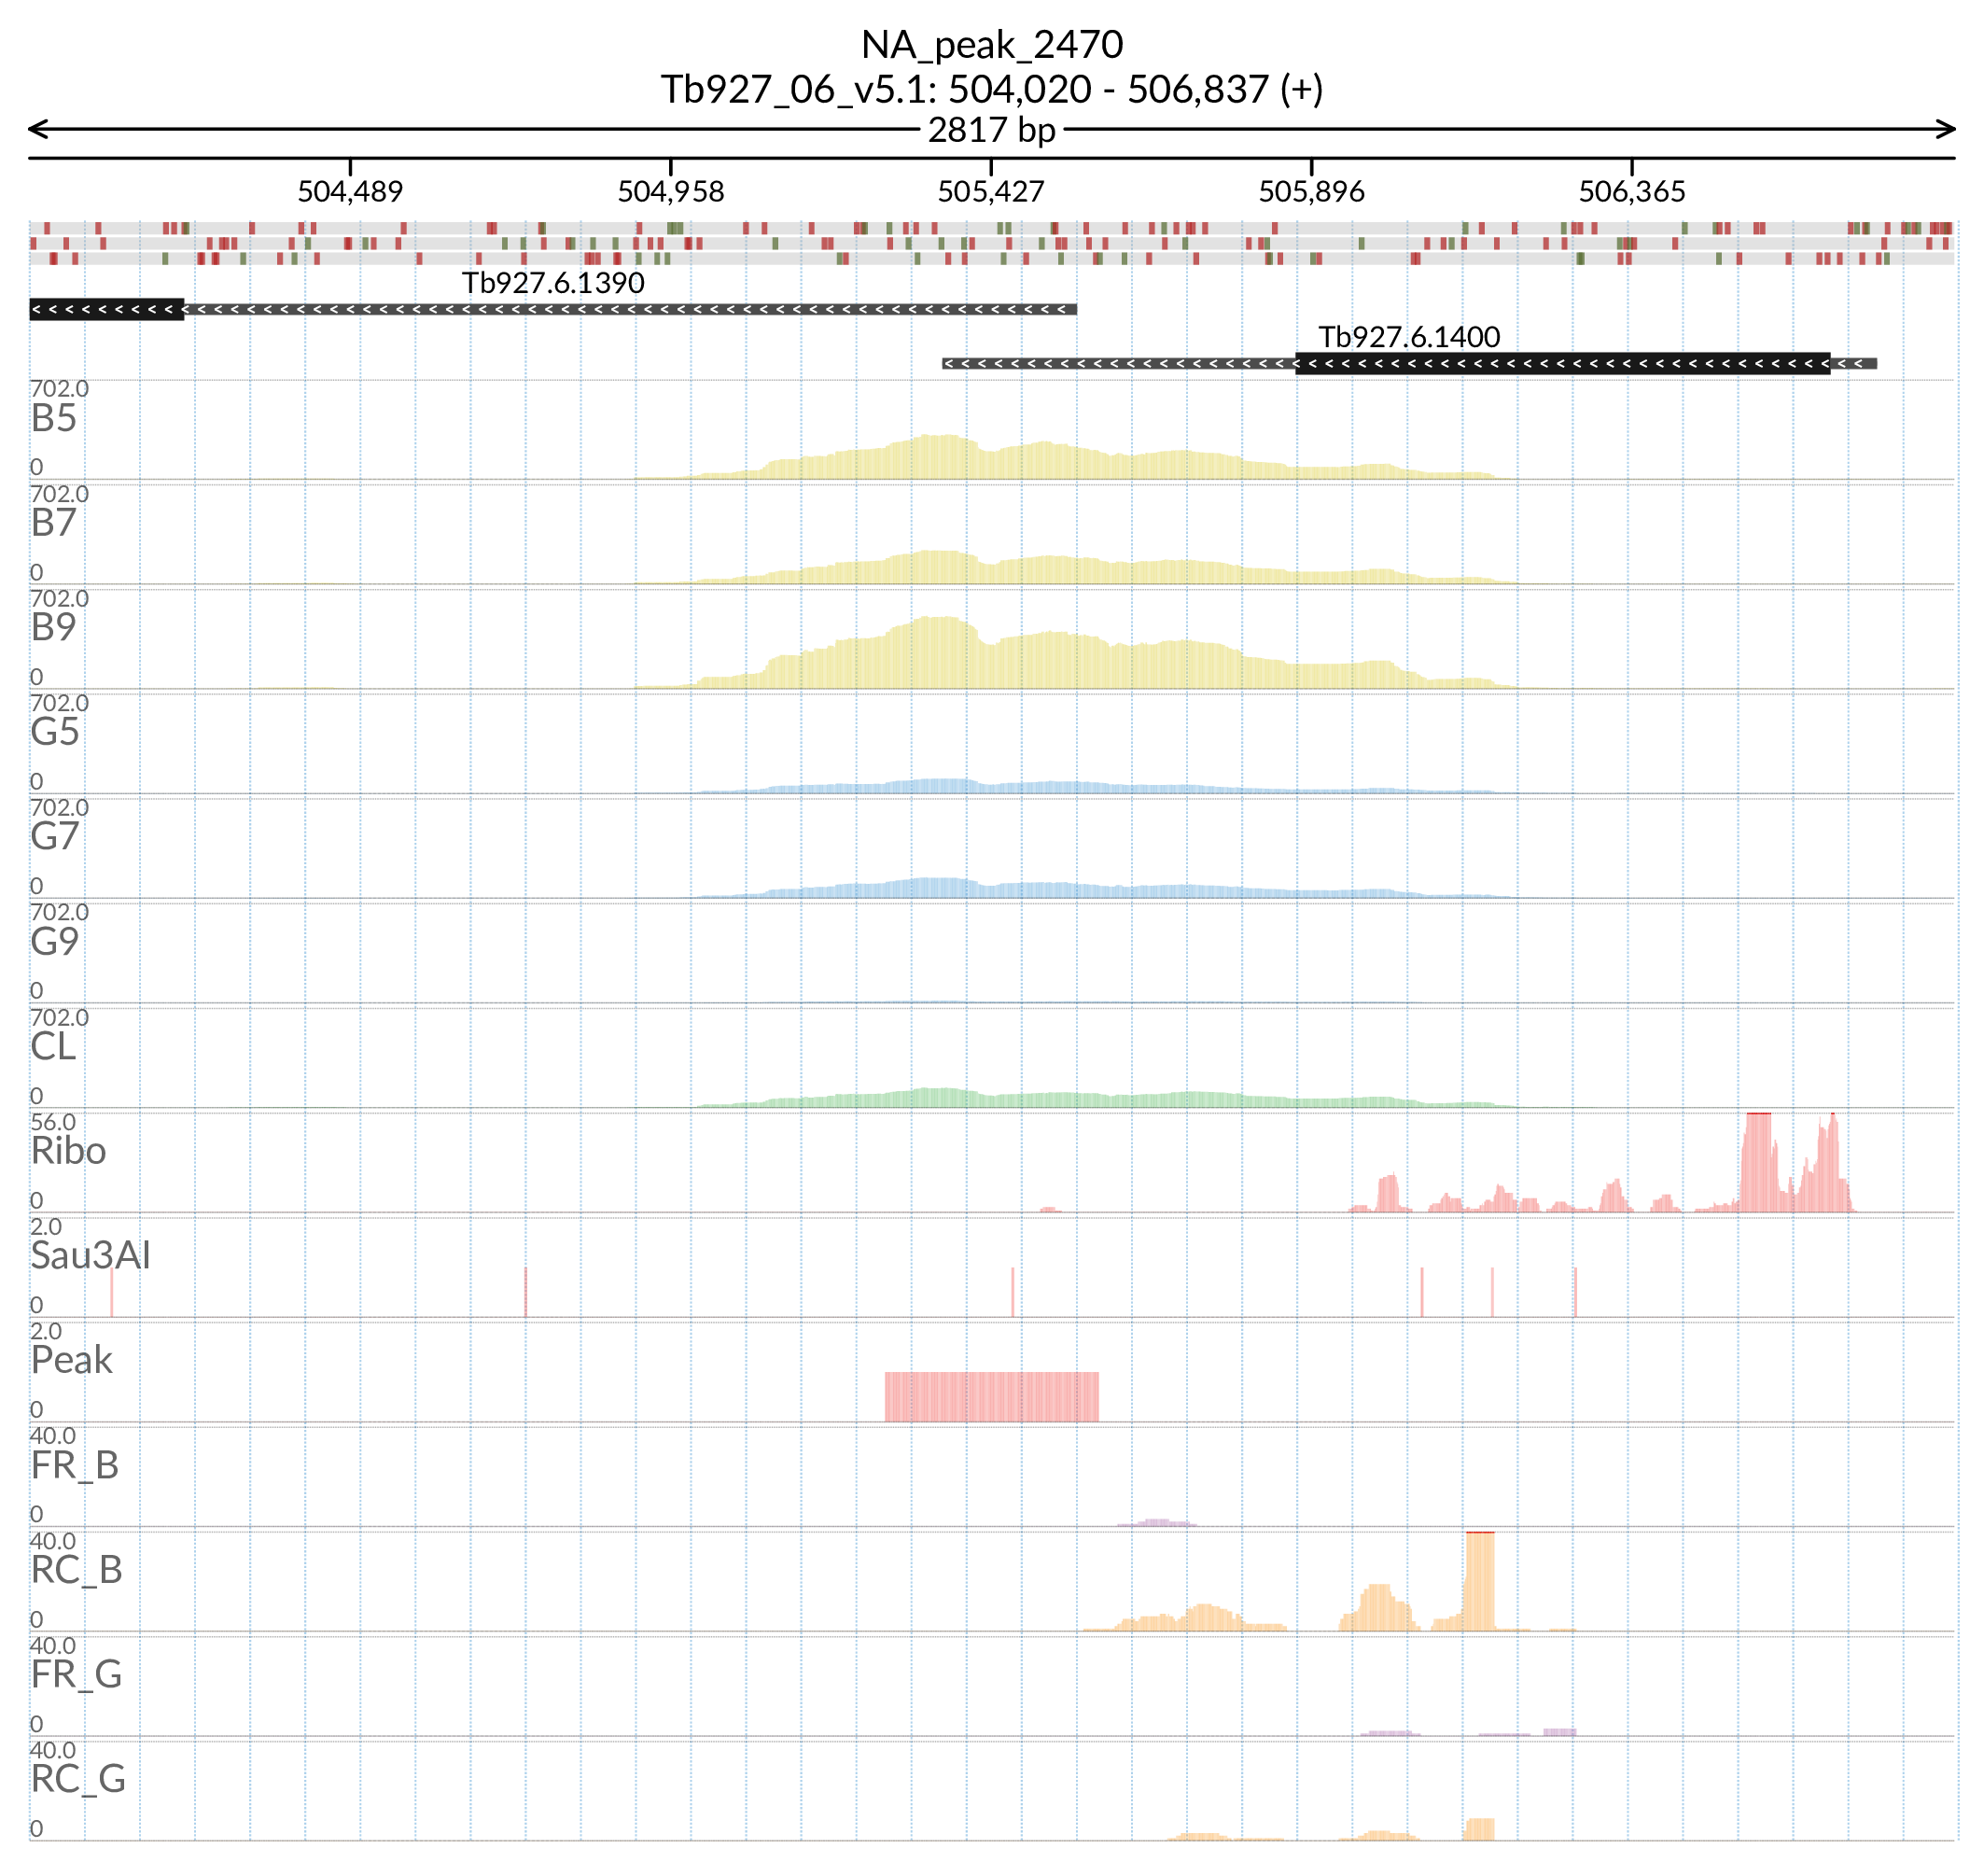 NA_peak_2470
Tb927_06_v5.1: 504,020 - 506,837 (+)
2817 bp
504,489 504,958 505,427 505,896 506,365
Tb927.6.1390
Tb927.6.1400
702.0
B5
0
702.0
B7
0
702.0
B9
0
702.0
G5
0
702.0
G7
0
702.0
G9
0
702.0
CL
0
56.0
Ribo
0
2.0
Sau3AI
0
2.0
Peak
0
40.0
FR_B
0
40.0
RC_B
0
40.0
FR_G
0
40.0
RC_G
0